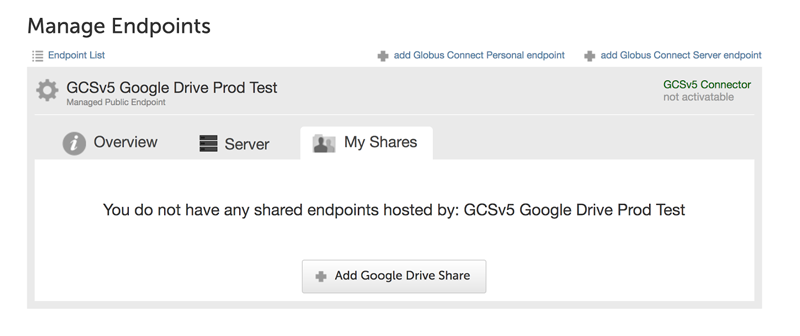 Manage Endpoints
Endpoint List
add Globus Connect Personal endpoint
add Globus Connect Server endpoint
GCSv5 Google Drive Prod Test
Managed Public Endpoint
GCSv5 Connector
not activatable
Overview
Server
My Shares
You do not have any shared endpoints hosted by: GCSv5 Google Drive Prod Test
Add Google Drive Share